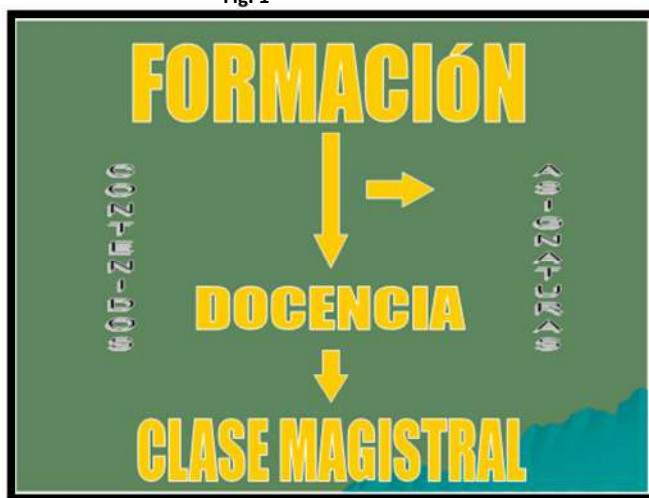 Fig. 1
FORMACIÓN
CONTENIDOS
ASIGNATURAS
DOCENCIA
CLASE MAGISTRAL